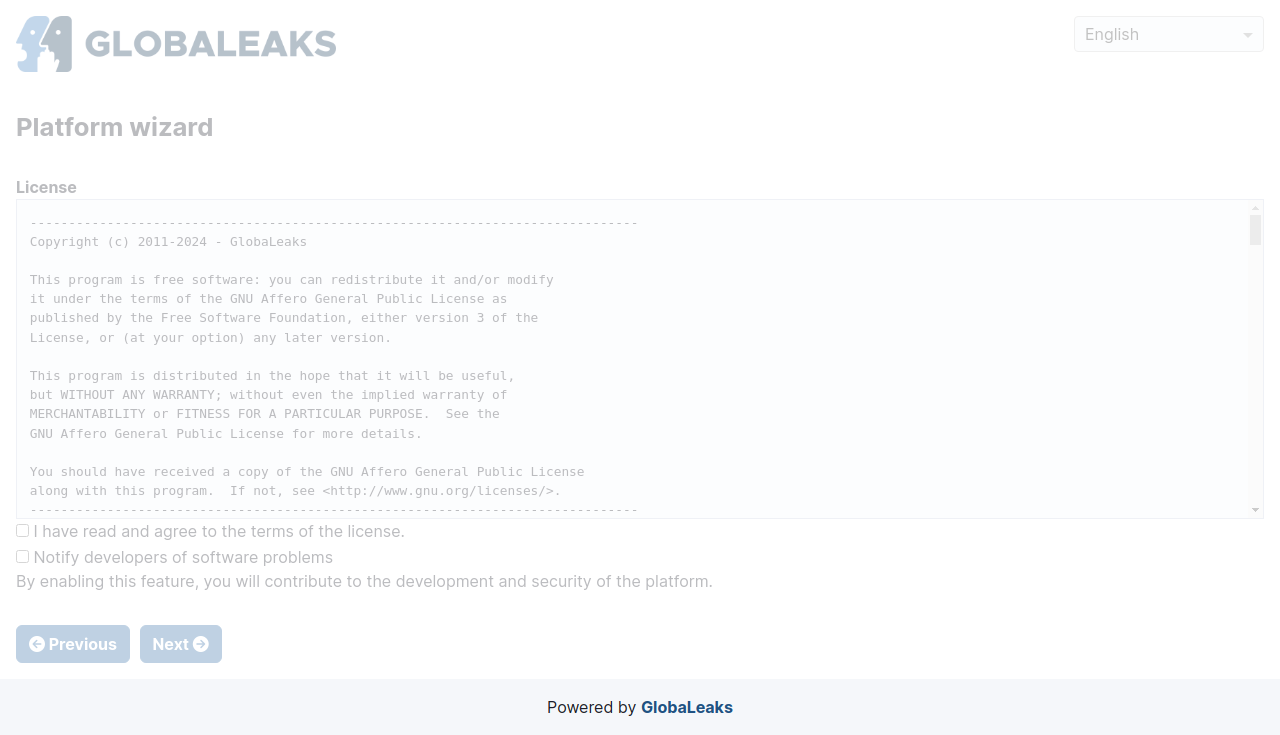 GLOBALEAKS
English
Platform wizard
License
-------------------------------------------------------------------------------
Copyright (c) 2011-2024 - GlobaLeaks
This program is free software: you can redistribute it and/or modify
it under the terms of the GNU Affero General Public License as
published by the Free Software Foundation, either version 3 of the
License, or (at your option) any later version.
This program is distributed in the hope that it will be useful,
but WITHOUT ANY WARRANTY; without even the implied warranty of
MERCHANTABILITY or FITNESS FOR A PARTICULAR PURPOSE.  See the
GNU Affero General Public License for more details.
You should have received a copy of the GNU Affero General Public License
along with this program.  If not, see <http://www.gnu.org/licenses/>.
-------------------------------------------------------------------------------
I have read and agree to the terms of the license.
Notify developers of software problems
By enabling this feature, you will contribute to the development and security of the platform.
Previous Next
Powered by GlobaLeaks